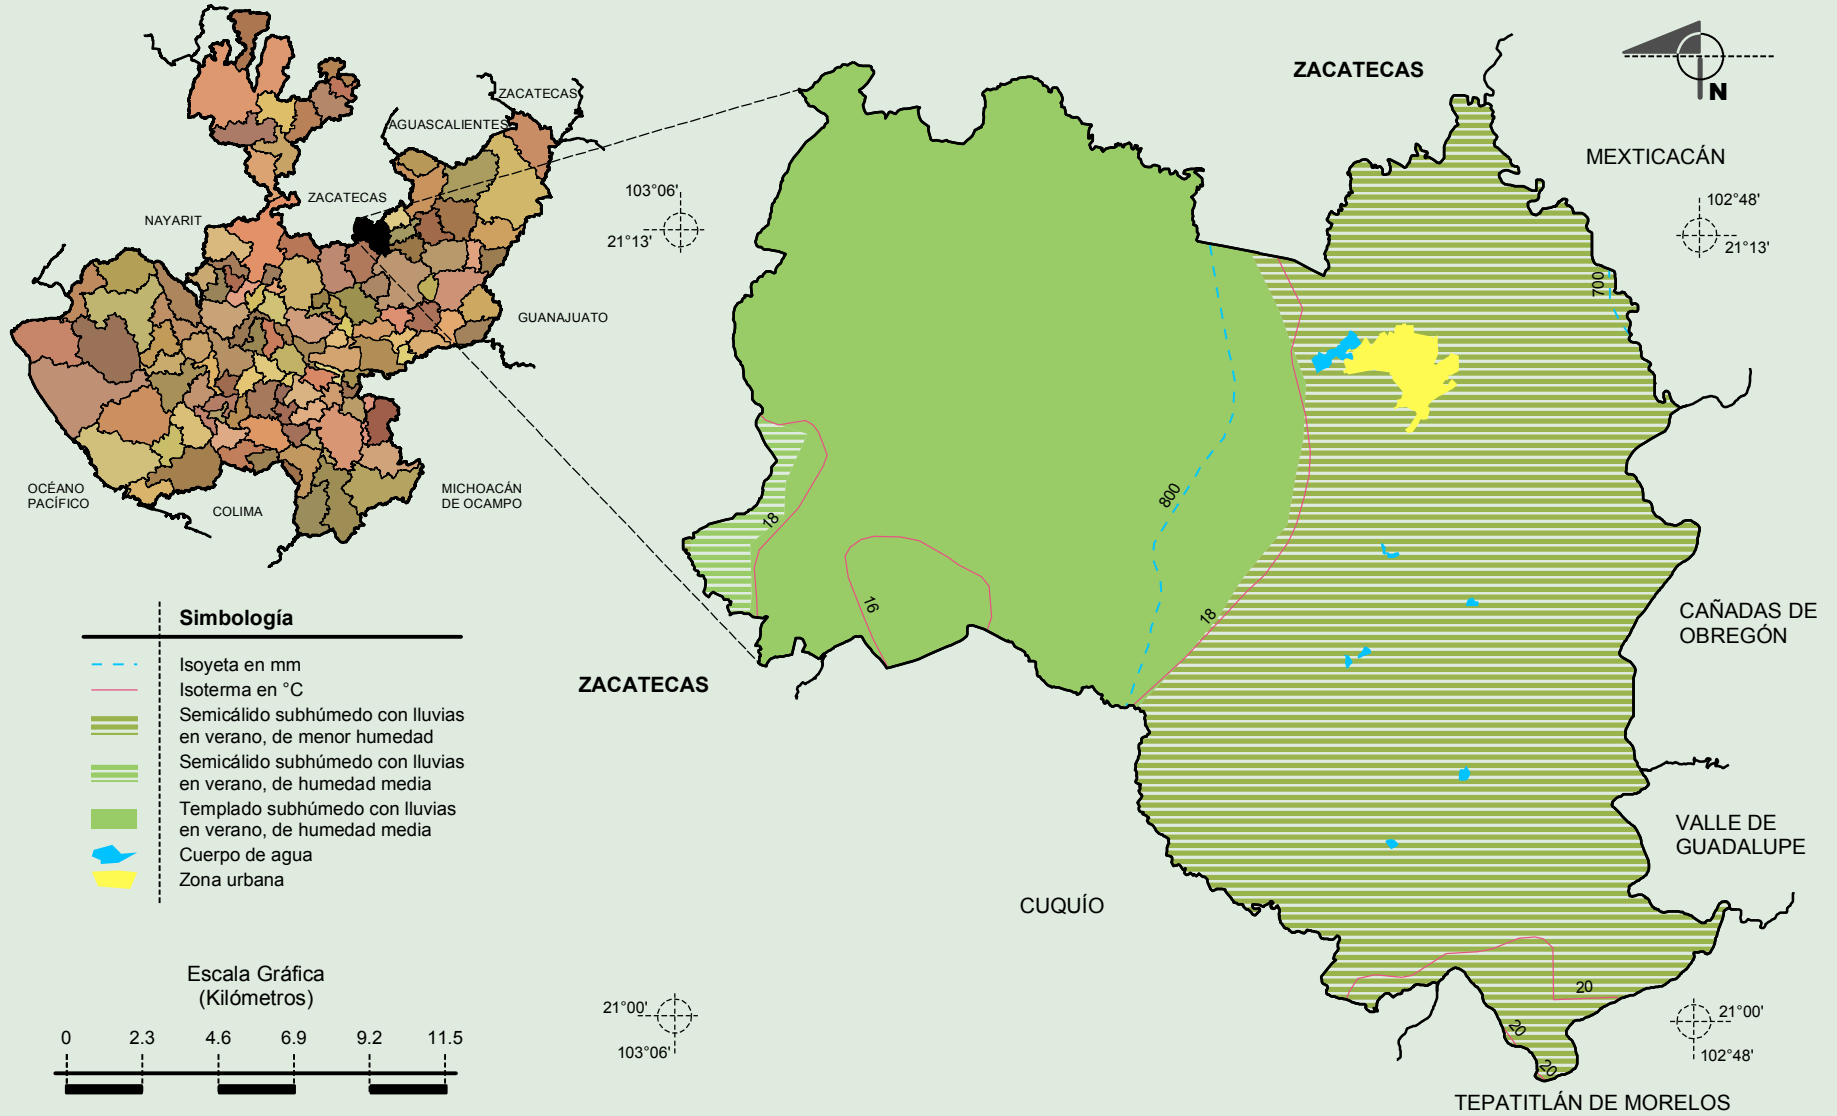 ZACATECAS
AGUASCALIENTES
ZACATECAS
NAYARIT
GUANAJUATO
OCÉANO
PACÍFICO
COLIMA
MICHOACÁN
DE OCAMPO
ZACATECAS
N
MEXTICACÁN
103°06'
21°13'
102°48'
21°13'
700
800
18
18
16
CAÑADAS DE
OBREGÓN
ZACATECAS
VALLE DE
GUADALUPE
CUQUÍO
20
20
20
21°00'
103°06'
21°00'
102°48'
TEPATITLÁN DE MORELOS
Simbología
Isoyeta en mm
Isoterma en °C
Semicálido subhúmedo con lluvias
en verano, de menor humedad
Semicálido subhúmedo con lluvias
en verano, de humedad media
Templado subhúmedo con lluvias
en verano, de humedad media
Cuerpo de agua
Zona urbana
Escala Gráfica
(Kilómetros)
0 2.3 4.6 6.9 9.2 11.5